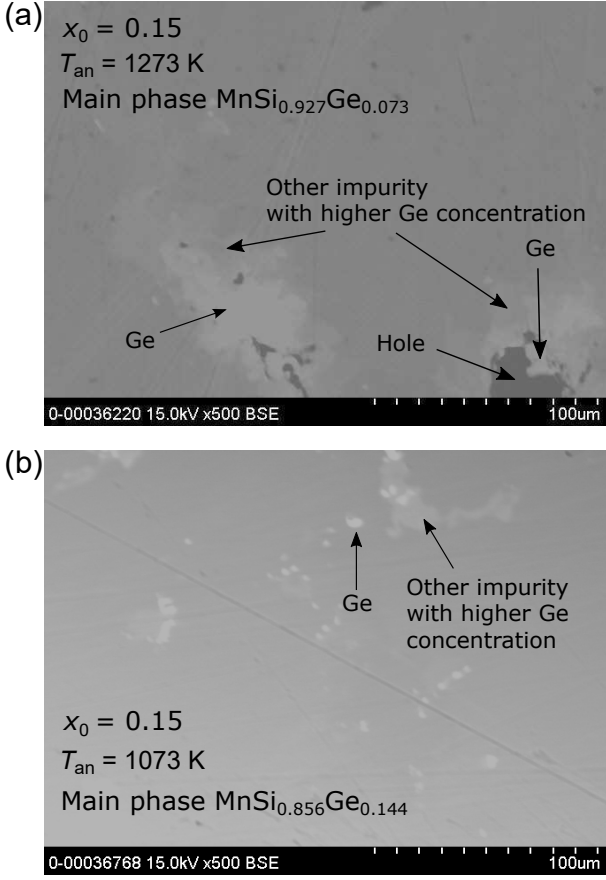 (a)
x₀ = 0.15
Tₐₙ = 1273 K
Main phase MnSi₀.₉₂₇Ge₀.₀₇₃
Other impurity
with higher Ge concentration
Ge
Ge
Hole
0-00036220 15.0kV x500 BSE 100um
(b)
Ge
Other impurity
with higher Ge
concentration
x₀ = 0.15
Tₐₙ = 1073 K
Main phase MnSi₀.₈₅₆Ge₀.₁₄₄
0-00036768 15.0kV x500 BSE 100um